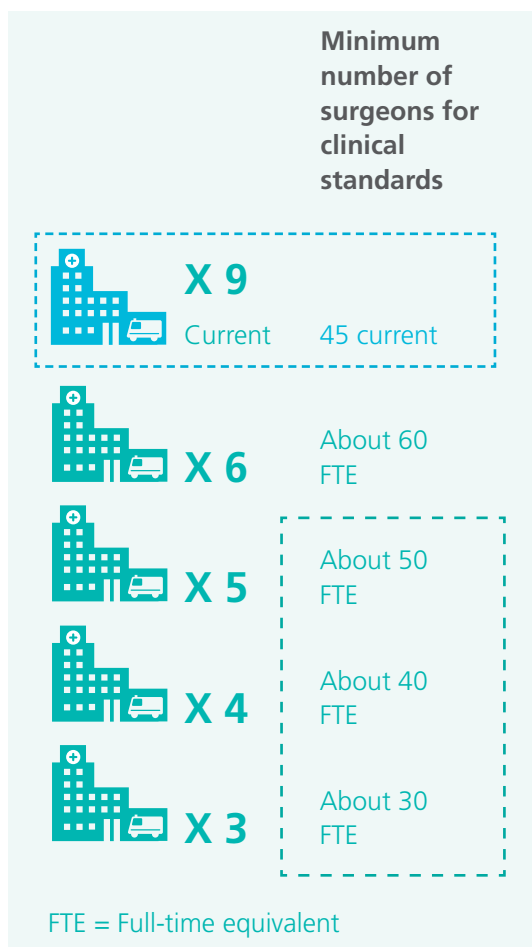 Minimum
number of
surgeons for
clinical
standards
X 9
Current
45 current
X 6
About 60
FTE
X 5
About 50
FTE
X 4
About 40
FTE
X 3
About 30
FTE
FTE = Full-time equivalent